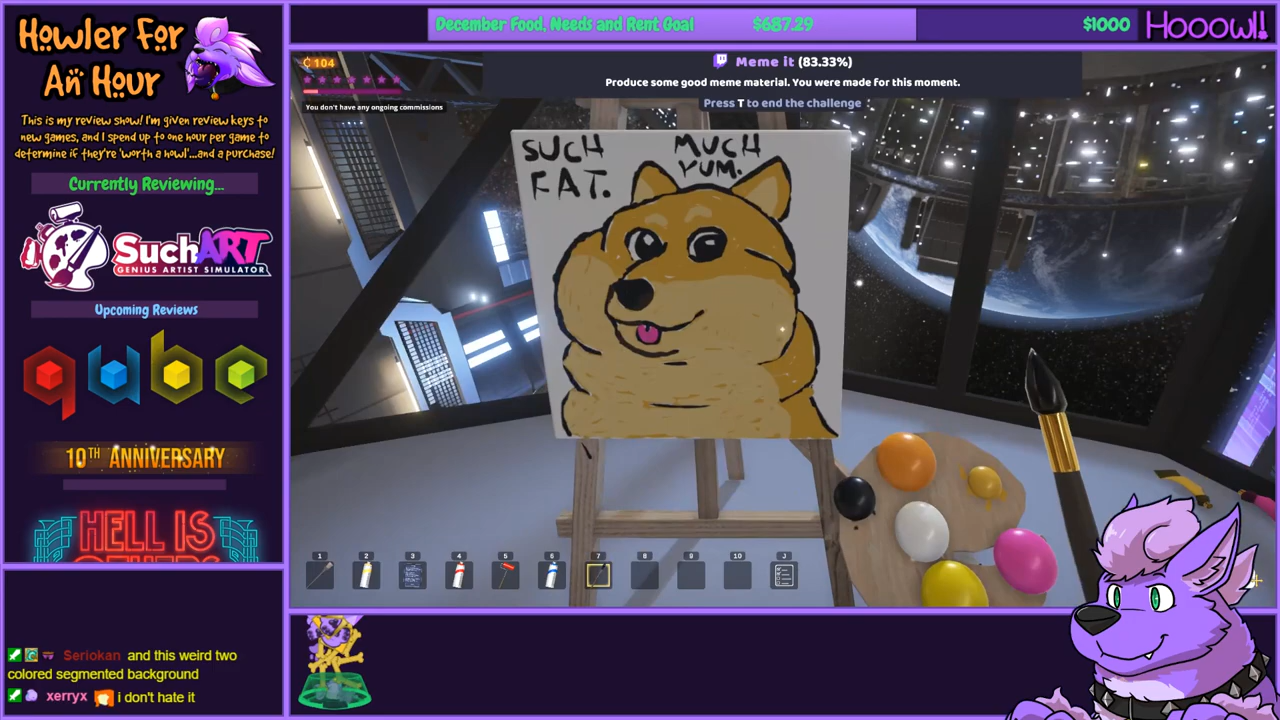 Howler For
An Hour
This is my review show! I'm given review keys to
new games, and I spend up to one hour per game to
determine if they're 'worth a howl'...and a purchase!
Currently Reviewing...
SuchART
GENIUS ARTIST SIMULATOR
Upcoming Reviews
qube
10TH ANNIVERSARY
HELL IS
OTHERS
Seriokan and this weird two
colored segmented background
xerryx i don't hate it
December Food, Needs and Rent Goal $687.29 $1000 Hooowl!!
104
You don't have any ongoing commissions
Meme it (83.33%)
Produce some good meme material. You were made for this moment.
Press T to end the challenge
SUCH FAT.
MUCH YUM.
1 2 3 4 5 6 7 8 9 10 J